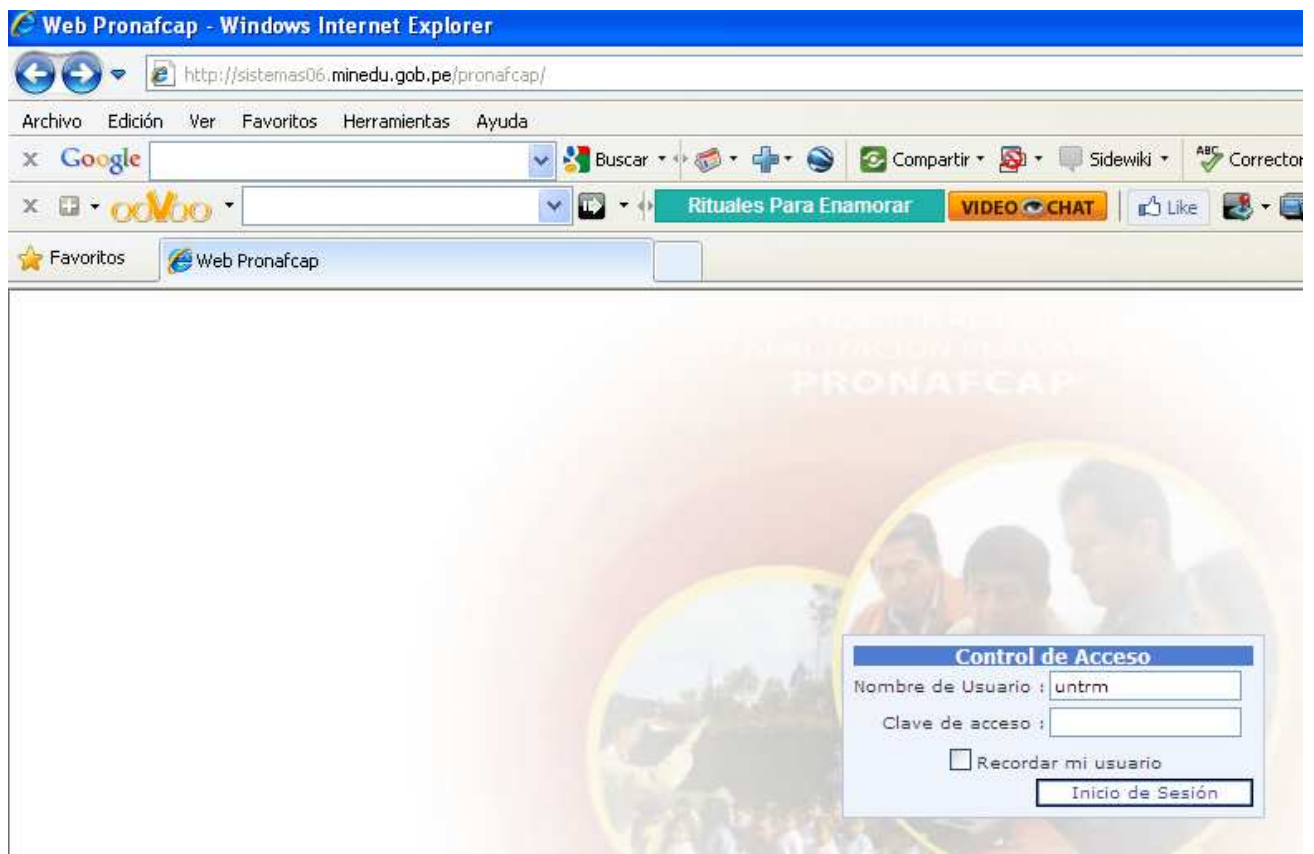 Web Pronafcap - Windows Internet Explorer
http://sistemas06.minedu.gob.pe/pronafcap/
Archivo Edición Ver Favoritos Herramientas Ayuda
x Google Buscar Compartir Sidewiki ABC Corrector
x ooVoo Rituales Para Enamorar VIDEO CHAT Like
Favoritos Web Pronafcap
PRONAFCAP
Control de Acceso
Nombre de Usuario : untrm
Clave de acceso :
Recordar mi usuario
Inicio de Sesión